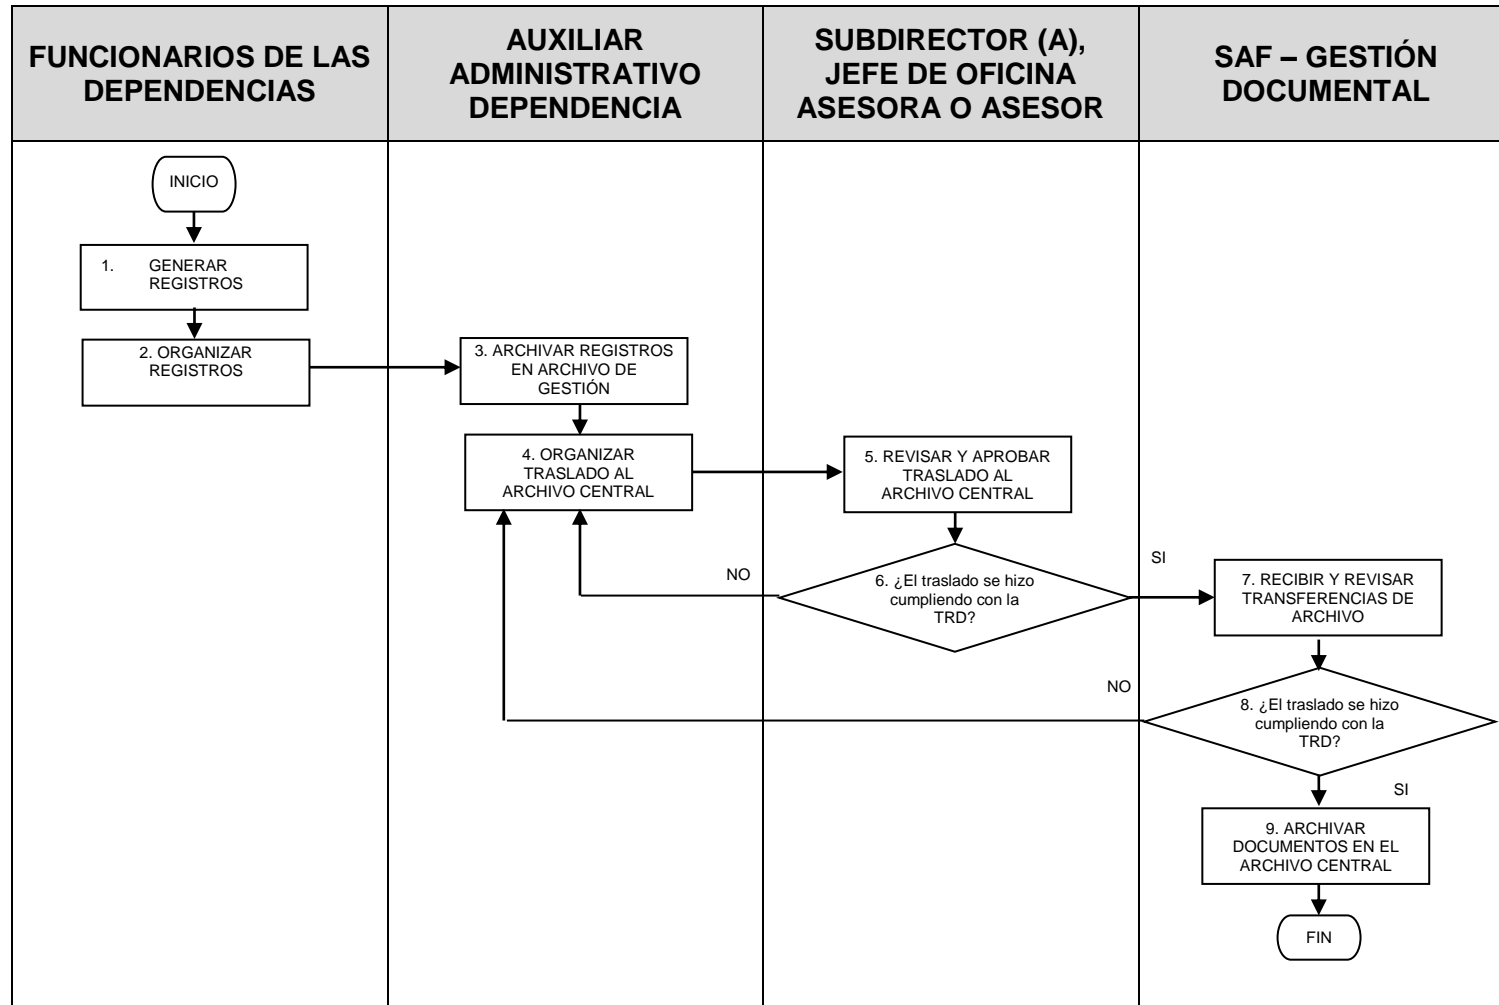 FUNCIONARIOS DE LAS
DEPENDENCIAS
AUXILIAR
ADMINISTRATIVO
DEPENDENCIA
SUBDIRECTOR (A),
JEFE DE OFICINA
ASESORA O ASESOR
SAF – GESTIÓN
DOCUMENTAL
INICIO
1. GENERAR
REGISTROS
2. ORGANIZAR
REGISTROS
3. ARCHIVAR REGISTROS
EN ARCHIVO DE
GESTIÓN
4. ORGANIZAR
TRASLADO AL
ARCHIVO CENTRAL
5. REVISAR Y APROBAR
TRASLADO AL
ARCHIVO CENTRAL
NO
6. ¿El traslado se hizo
cumpliendo con la
TRD?
SI
7. RECIBIR Y REVISAR
TRANSFERENCIAS DE
ARCHIVO
NO
8. ¿El traslado se hizo
cumpliendo con la
TRD?
SI
9. ARCHIVAR
DOCUMENTOS EN EL
ARCHIVO CENTRAL
FIN